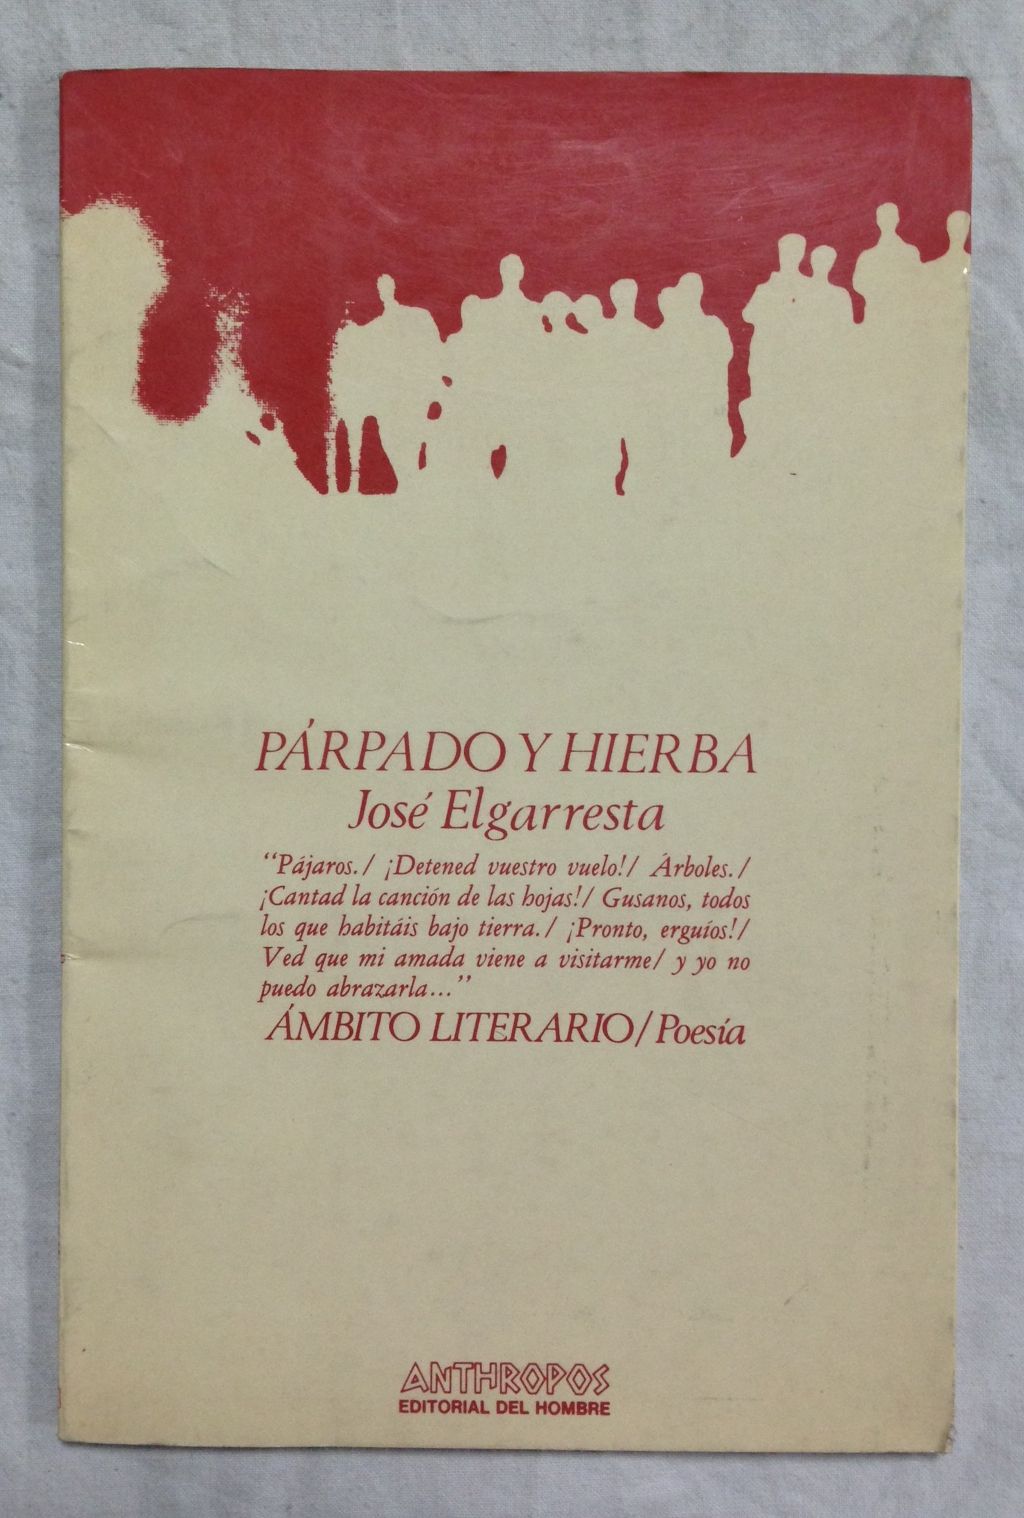 PÁRPADO Y HIERBA
José Elgarresta
“Pájaros./ ¡Detened vuestro vuelo!/ Árboles./
¡Cantad la canción de las hojas!/ Gusanos, todos
los que habitáis bajo tierra./ ¡Pronto, erguíos!/
Ved que mi amada viene a visitarme/ y yo no
puedo abrazarla...”
ÁMBITO LITERARIO/Poesía
ANTHROPOS
EDITORIAL DEL HOMBRE